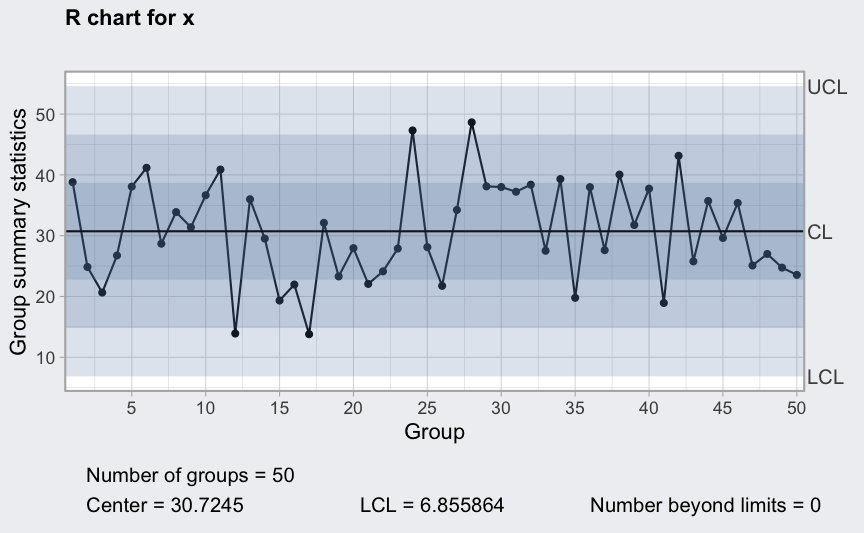 R chart for x
UCL
50
40
30
20
10
CL
LCL
Group summary statistics
5 10 15 20 25 30 35 40 45 50
Group
Number of groups = 50
Center = 30.7245 LCL = 6.855864 Number beyond limits = 0